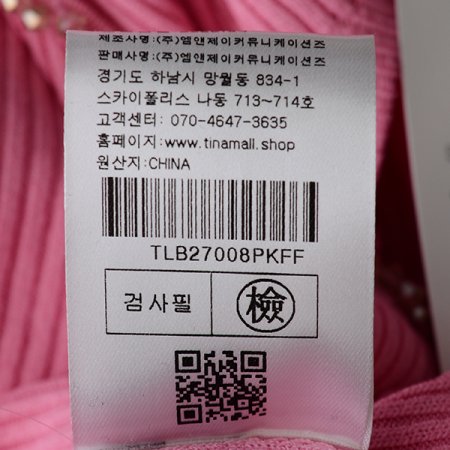 제조사명:(주)엘앤제이커뮤니케이션즈
판매사명:(주)엘앤제이커뮤니케이션즈
경기도 하남시 망월동 834-1
스카이폴리스 나동 713~714호
고객센터: 070-4647-3635
홈페이지:www.tinamall.shop
원산지:CHINA
TLB27008PKFF
검사필 檢